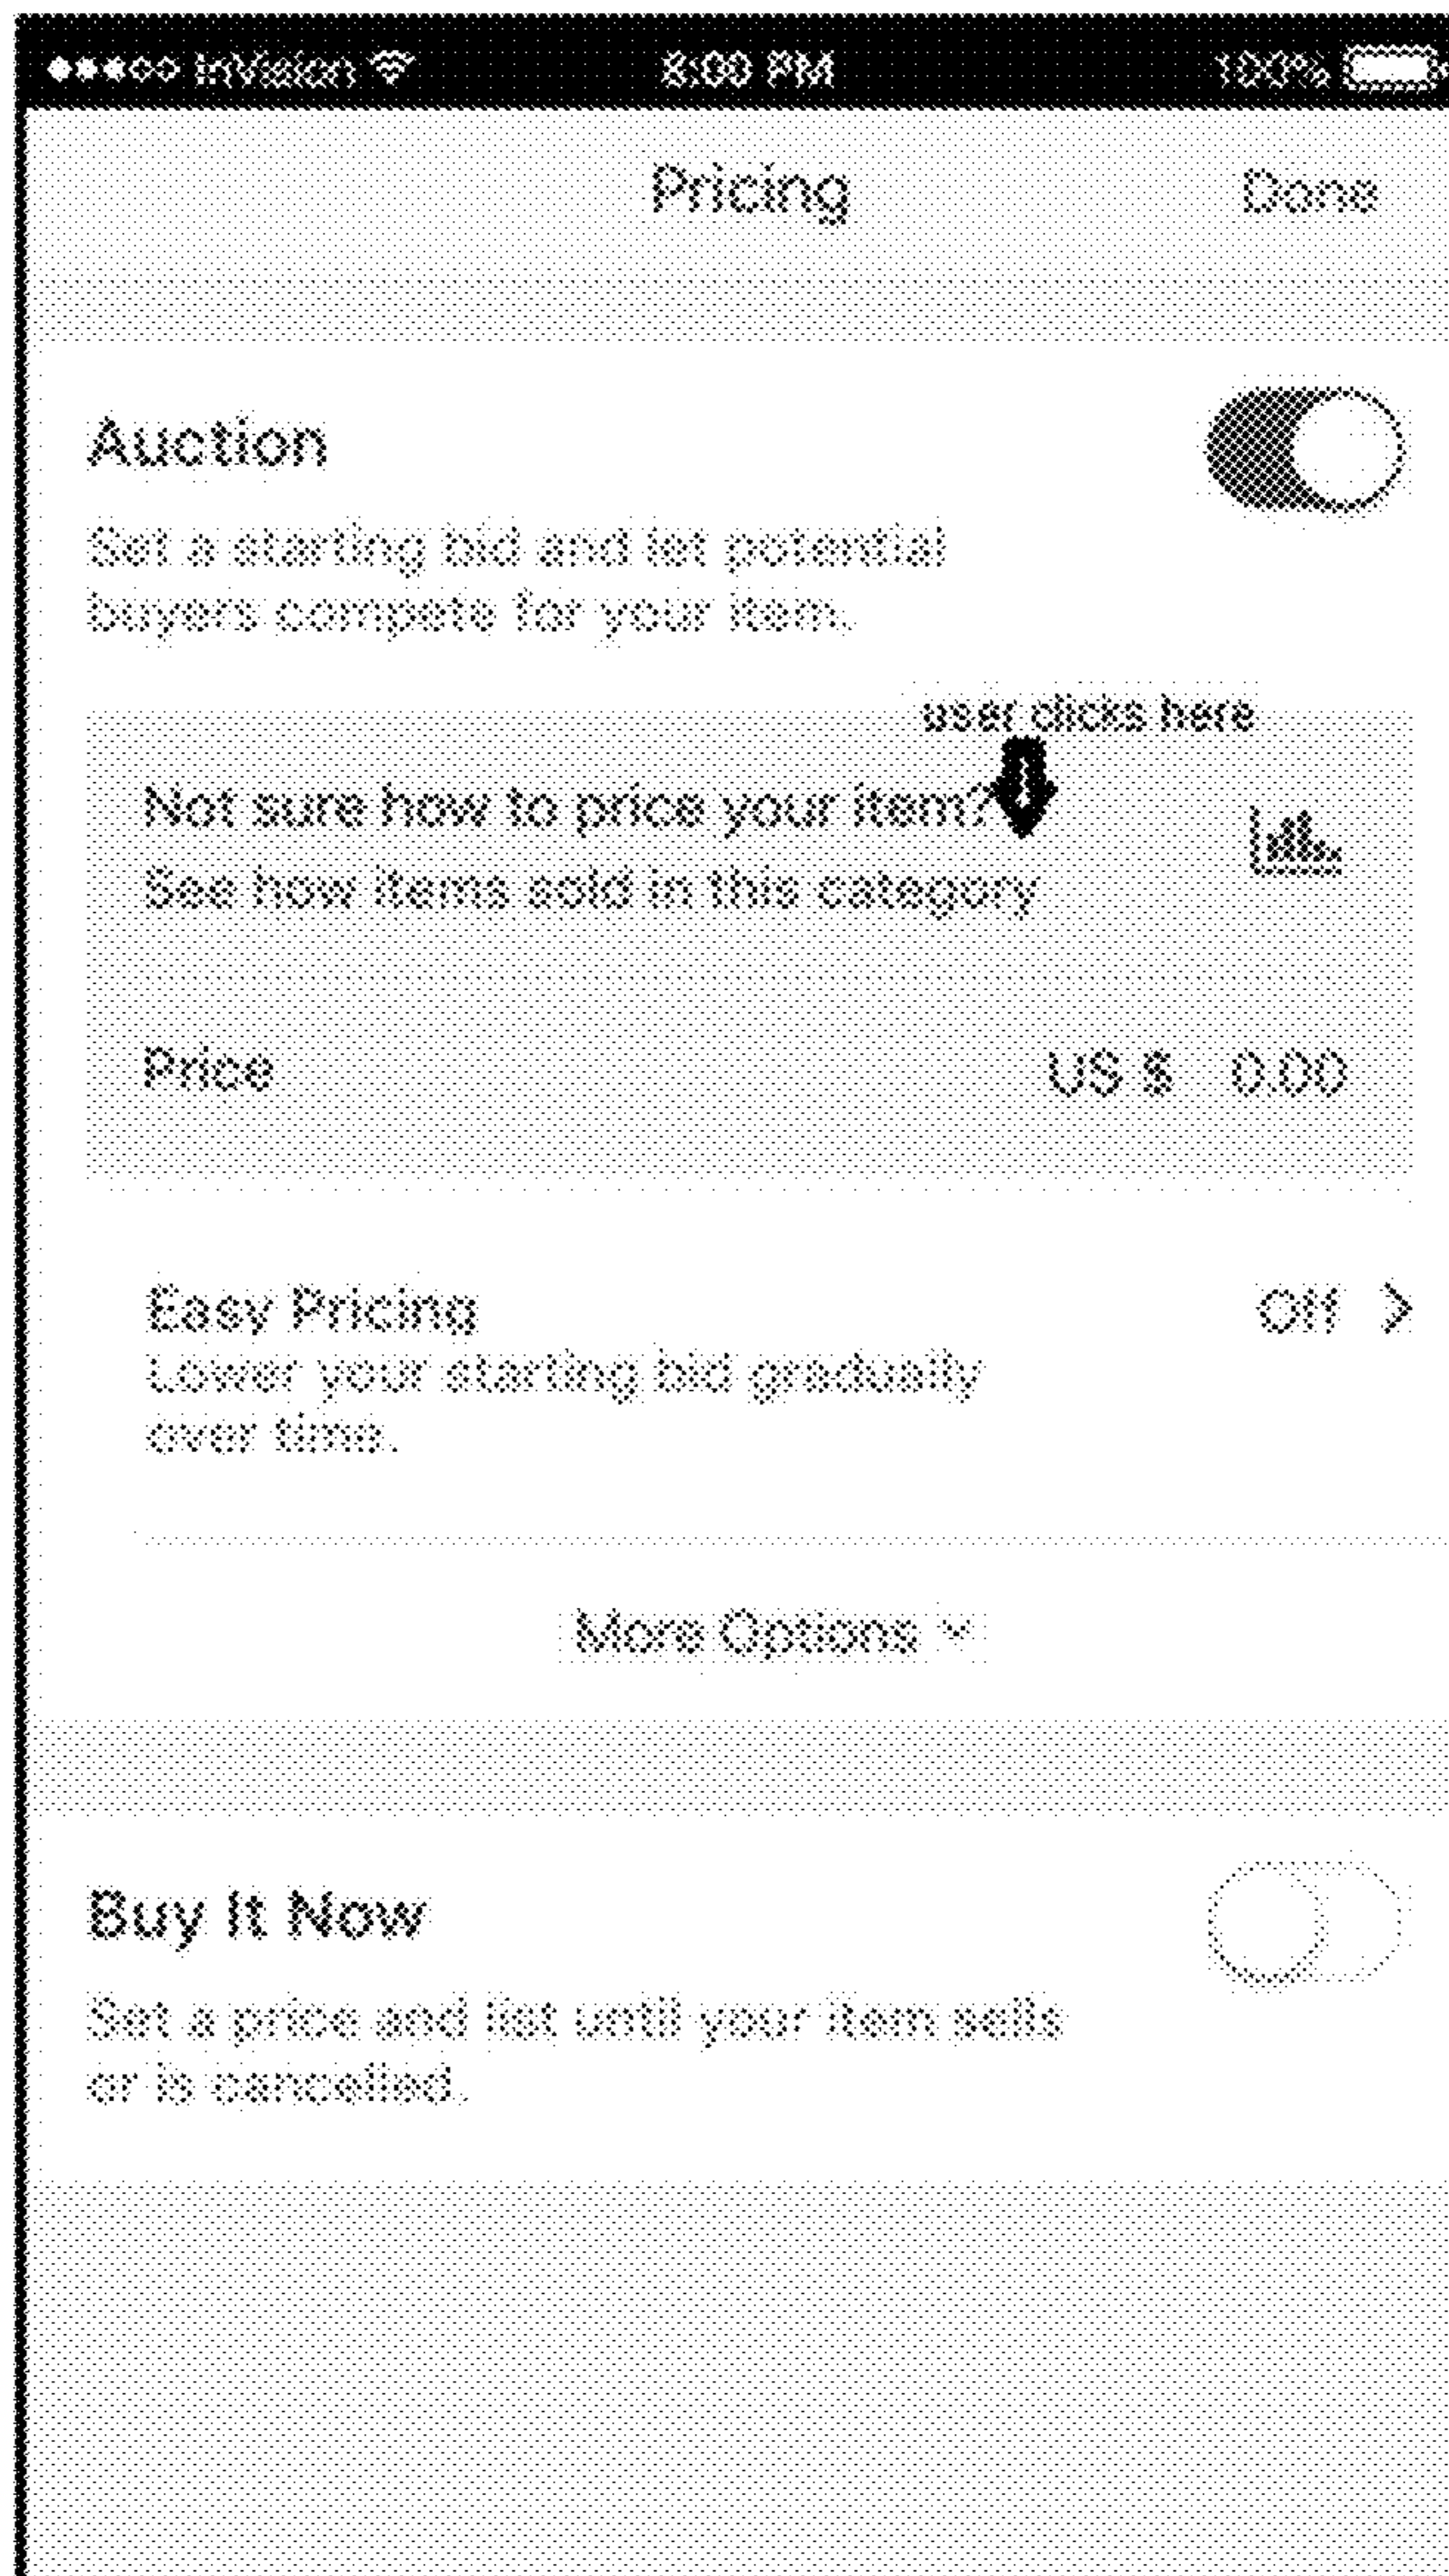 InVision 8:00 PM 100%
Pricing Done
Auction
Set a starting bid and let potential
buyers compete for your item.
user clicks here
Not sure how to price your item?
See how items sold in this category
Price US $ 0.00
Easy Pricing Off >
Lower your starting bid gradually
over time.
More Options
Buy It Now
Set a price and list until your item sells
or is cancelled.